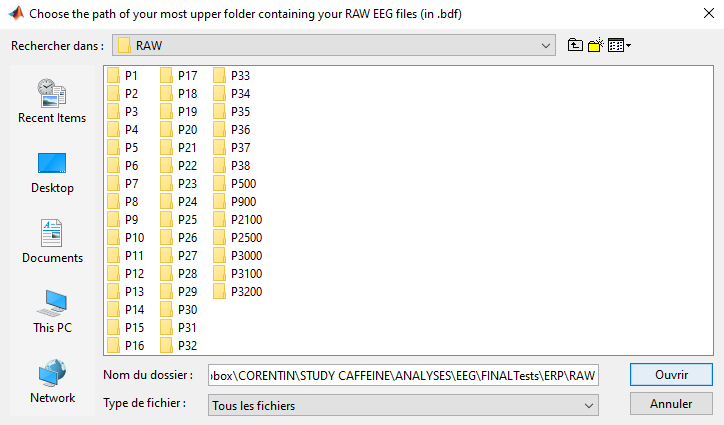 Choose the path of your most upper folder containing your RAW EEG files (in .bdf)
Rechercher dans :
RAW
Recent Items
Desktop
Documents
This PC
Network
P1
P2
P3
P4
P5
P6
P7
P8
P9
P10
P11
P12
P13
P14
P15
P16
P17
P18
P19
P20
P21
P22
P23
P24
P25
P26
P27
P28
P29
P30
P31
P32
P33
P34
P35
P36
P37
P38
P500
P900
P2100
P2500
P3000
P3100
P3200
Nom du dossier :
box\CORENTIN\STUDY CAFFEINE\ANALYSES\EEG\FINALTests\ERP\RAW
Ouvrir
Type de fichier :
Tous les fichiers
Annuler